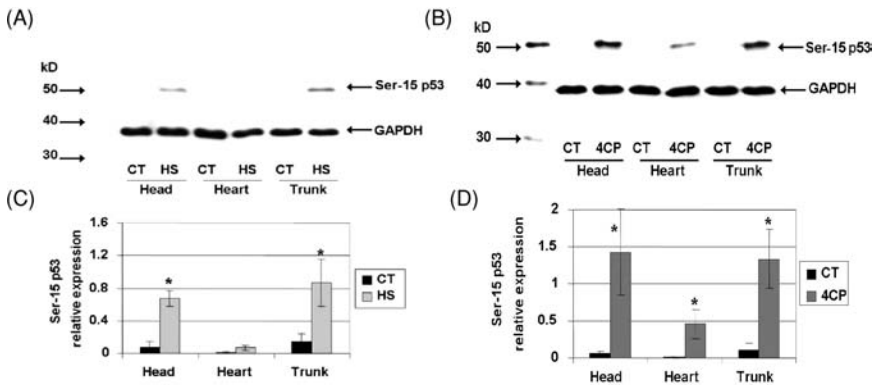 (A)
kD
50
40
30
Ser-15 p53
GAPDH
CT HS CT HS CT HS
Head Heart Trunk
(B)
kD
50
40
30
Ser-15 p53
GAPDH
CT 4CP CT 4CP CT 4CP
Head Heart Trunk
(C)
Ser-15 p53
relative expression
1.6
1.2
0.8
0.4
0
* *
Head Heart Trunk
CT
HS
(D)
Ser-15 p53
relative expression
2
1.5
1
0.5
0
* * *
Head Heart Trunk
CT
4CP